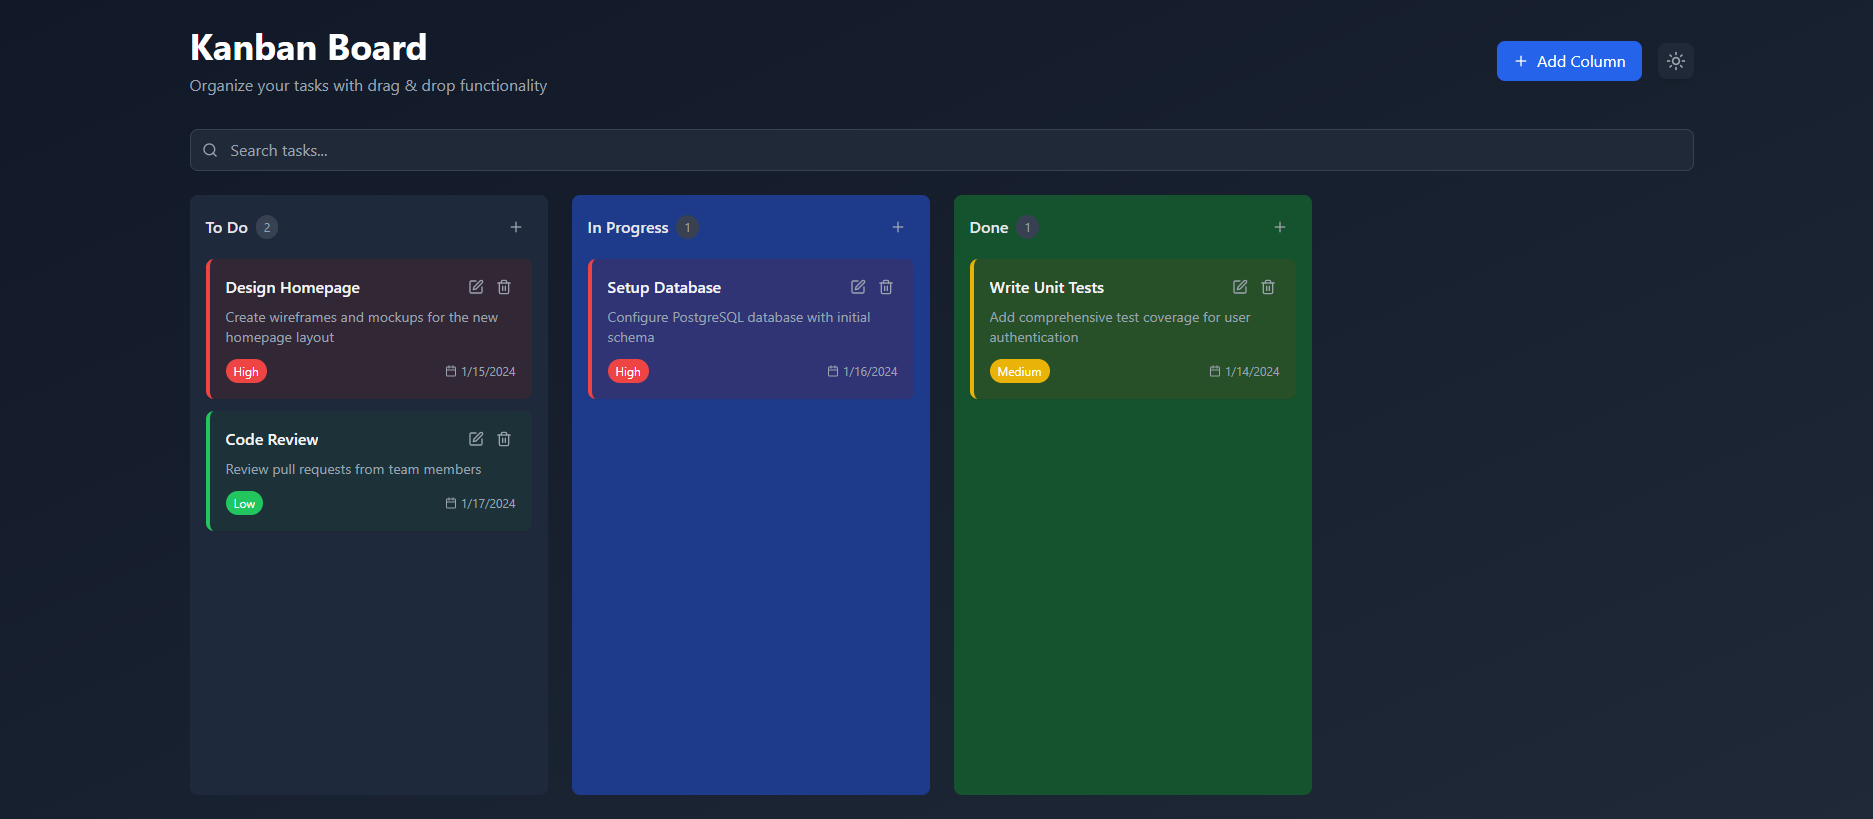 Kanban Board
Organize your tasks with drag & drop functionality
Add Column
Search tasks...
To Do 2
Design Homepage
Create wireframes and mockups for the new
homepage layout
High 1/15/2024
Code Review
Review pull requests from team members
Low 1/17/2024
In Progress 1
Setup Database
Configure PostgreSQL database with initial
schema
High 1/16/2024
Done 1
Write Unit Tests
Add comprehensive test coverage for user
authentication
Medium 1/14/2024